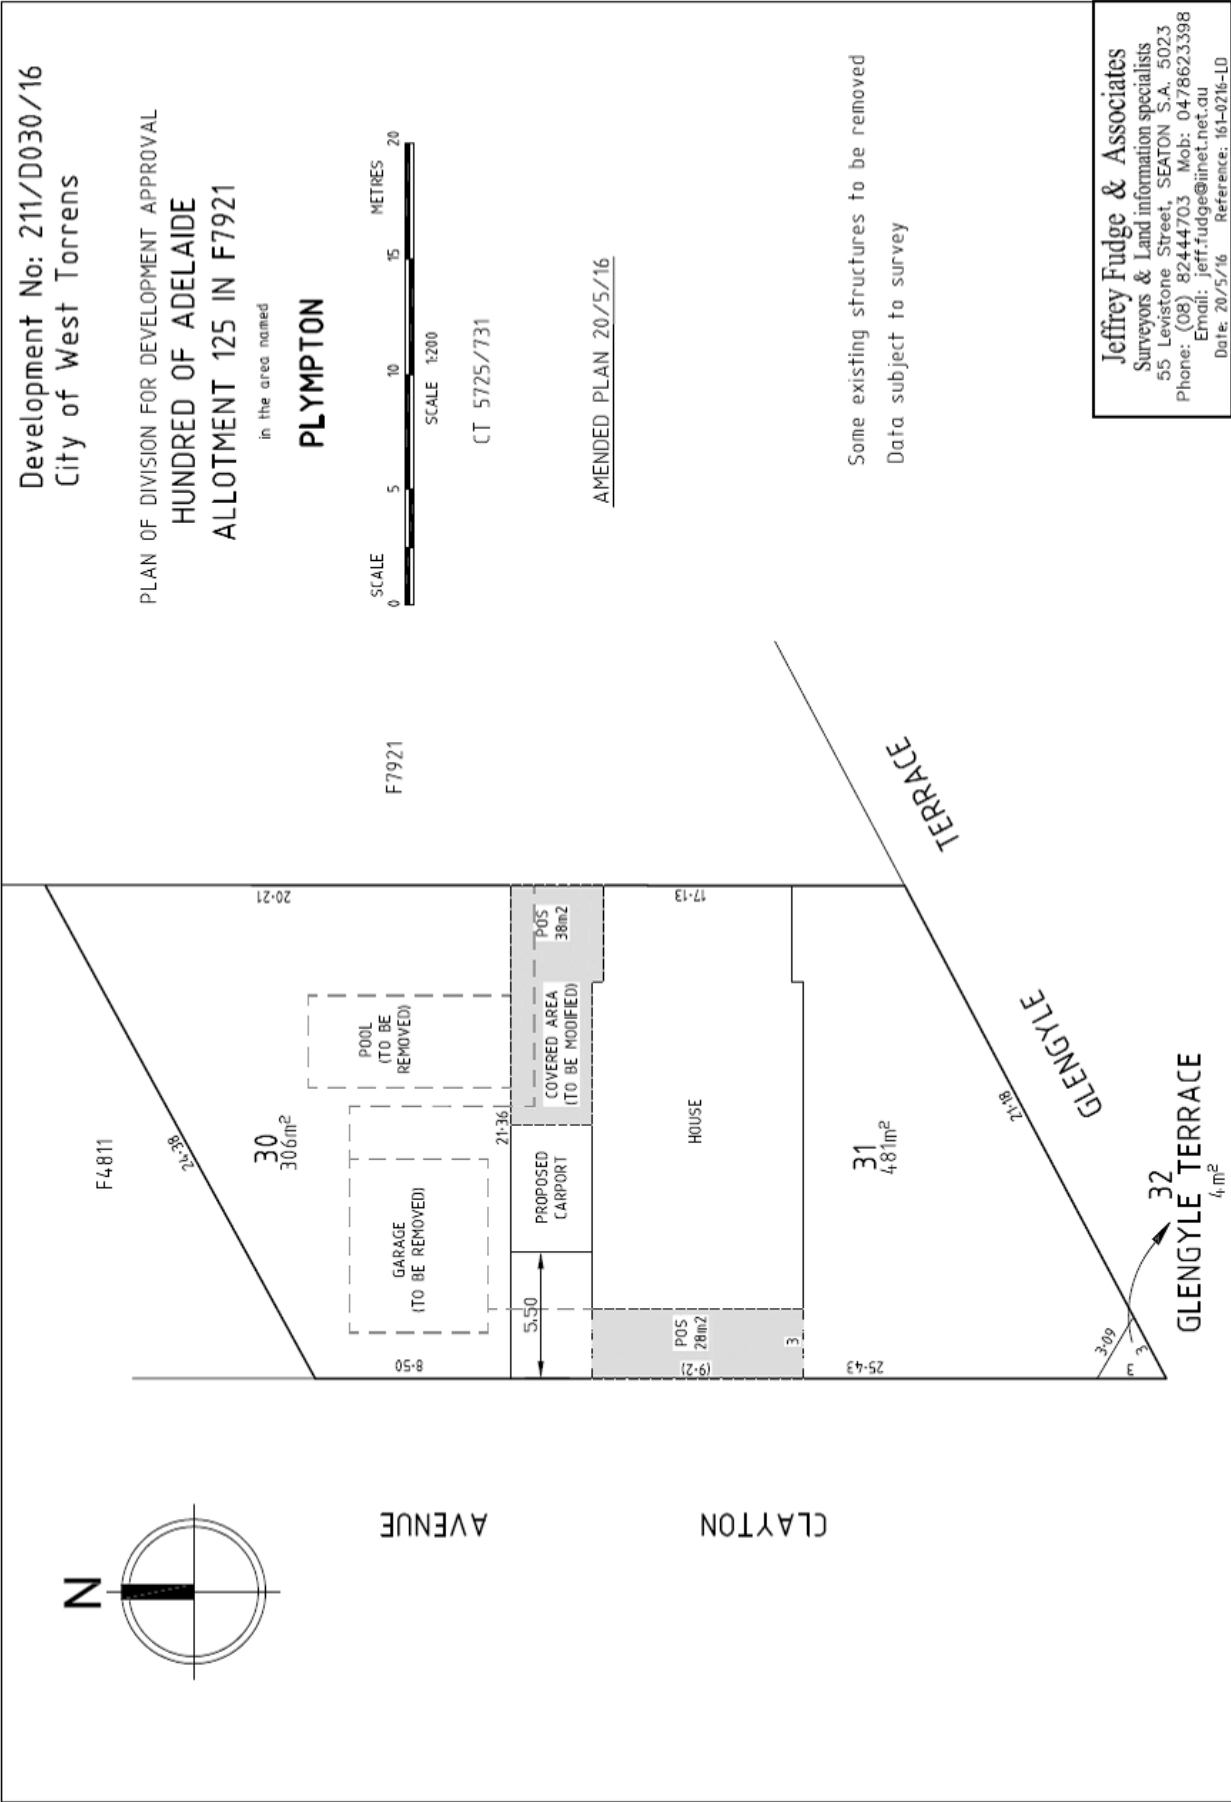 Development No: 211/D030/16
City of West Torrens
PLAN OF DIVISION FOR DEVELOPMENT APPROVAL
HUNDRED OF ADELAIDE
ALLOTMENT 125 IN F7921
in the area named
PLYMPTON
SCALE
METRES
0 5 10 15 20
SCALE 1:200
CT 5725/731
AMENDED PLAN 20/5/16
Some existing structures to be removed
Data subject to survey
Jeffrey Fudge & Associates
Surveyors & Land information specialists
55 Levistone Street, SEATON S.A. 5023
Phone: (08) 82444703 Mob: 0478623398
Email: jeff.fudge@iinet.net.au
Date: 20/5/16 Reference: 161-0216-LD
N
F4811
F7921
24·38
20·21
30
306m²
POOL
(TO BE
REMOVED)
GARAGE
(TO BE REMOVED)
8·50
21·36
5.50
PROPOSED
CARPORT
COVERED AREA
(TO BE MODIFIED)
POS
38m2
17·13
HOUSE
POS
28m2
(9·2)
3
25·43
31
481m²
21·18
3·09
3
3
32
GLENGYLE TERRACE
4m²
GLENGYLE
TERRACE
CLAYTON
AVENUE